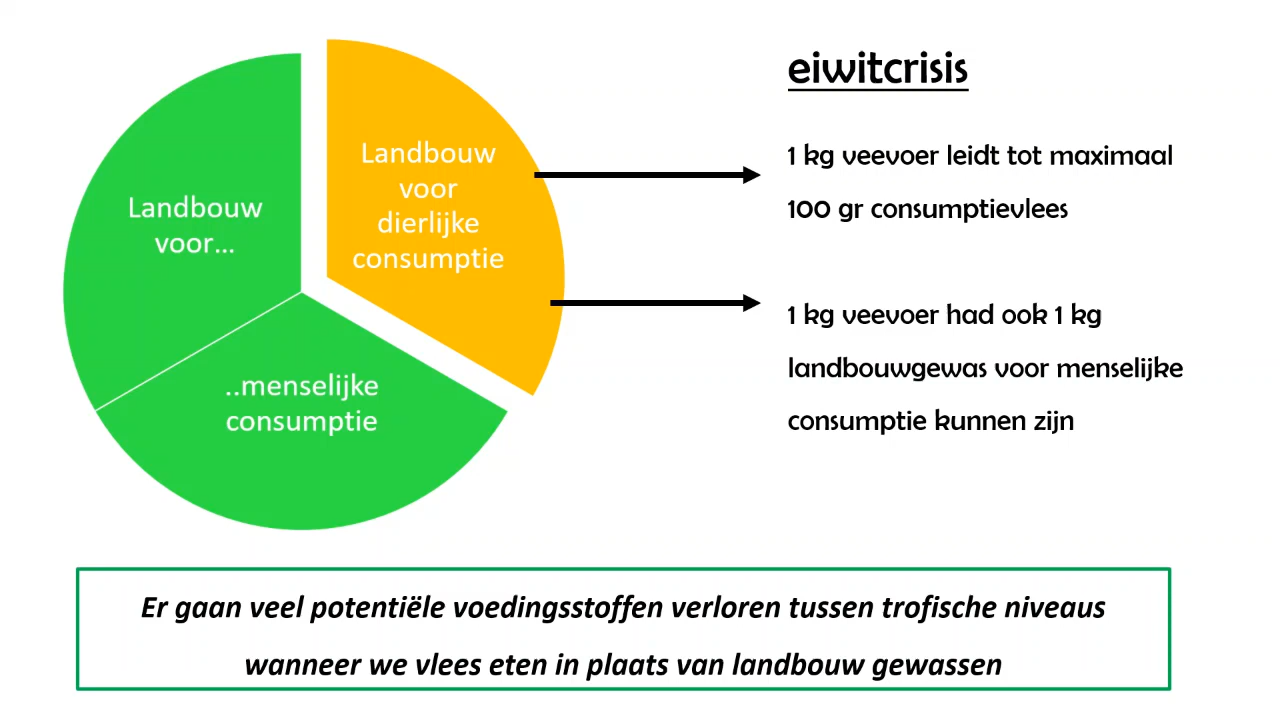 eiwitcrisis
Landbouw
voor
dierlijke
consumptie
1 kg veevoer leidt tot maximaal
100 gr consumptievlees
Landbouw
voor...
1 kg veevoer had ook 1 kg
landbouwgewas voor menselijke
consumptie kunnen zijn
..menselijke
consumptie
Er gaan veel potentiële voedingsstoffen verloren tussen trofische niveaus
wanneer we vlees eten in plaats van landbouw gewassen